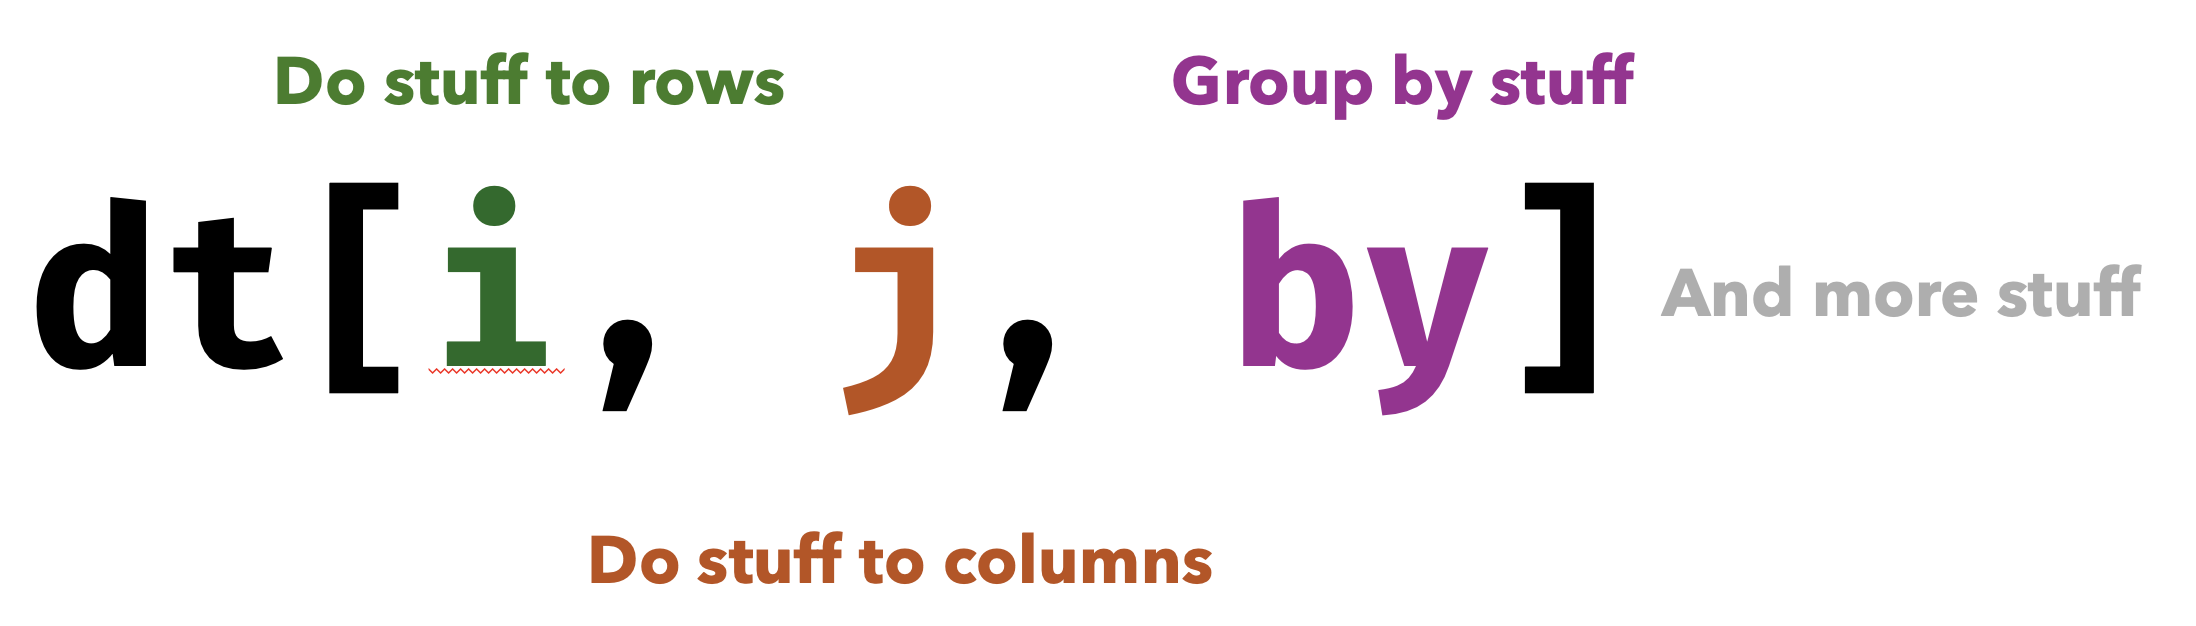 Do stuff to rows
Group by stuff
dt[i, j, by]
And more stuff
Do stuff to columns